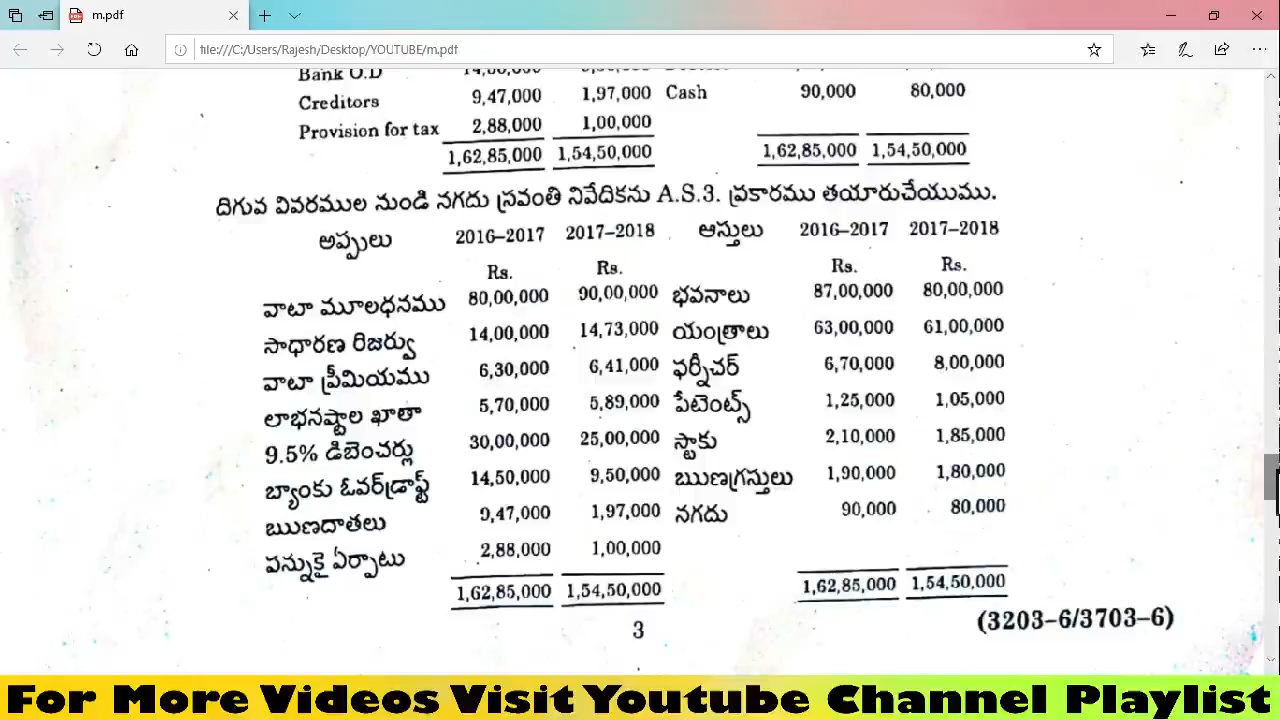 m.pdf
file:///C:/Users/Rajesh/Desktop/YOUTUBE/m.pdf
Bank O.D
Creditors 9,47,000 1,97,000 Cash 90,000 80,000
Provision for tax 2,88,000 1,00,000
1,62,85,000 1,54,50,000 1,62,85,000 1,54,50,000
దిగువ వివరముల నుండి నగదు స్రవంతి నివేదికను A.S.3. ప్రకారము తయారుచేయుము.
అప్పులు 2016–2017 2017–2018 ఆస్తులు 2016–2017 2017–2018
Rs. Rs. Rs. Rs.
వాటా మూలధనము 80,00,000 90,00,000 భవనాలు 87,00,000 80,00,000
సాధారణ రిజర్వు 14,00,000 14,73,000 యంత్రాలు 63,00,000 61,00,000
వాటా ప్రీమియము 6,30,000 6,41,000 ఫర్నీచర్ 6,70,000 8,00,000
లాభనష్టాల ఖాతా 5,70,000 5,89,000 పేటెంట్స్ 1,25,000 1,05,000
9.5% డిబెంచర్లు 30,00,000 25,00,000 స్టాకు 2,10,000 1,85,000
బ్యాంకు ఓవర్‌డ్రాఫ్ట్ 14,50,000 9,50,000 ఋణగ్రస్తులు 1,90,000 1,80,000
ఋణదాతలు 9,47,000 1,97,000 నగదు 90,000 80,000
పన్నుకై ఏర్పాటు 2,88,000 1,00,000
1,62,85,000 1,54,50,000 1,62,85,000 1,54,50,000
3
(3203–6/3703–6)
For More Videos Visit Youtube Channel Playlist